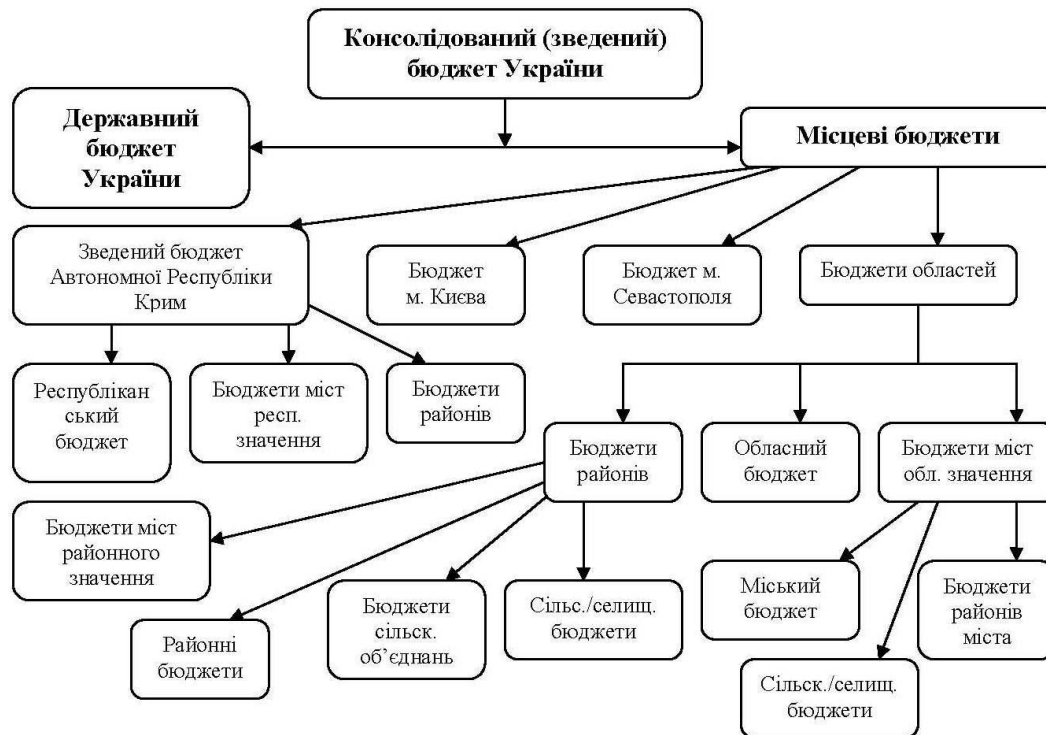 Консолідований (зведений)
бюджет України
Державний
бюджет
України
Місцеві бюджети
Зведений бюджет
Автономної Республіки
Крим
Бюджет
м. Києва
Бюджет м.
Севастополя
Бюджети областей
Республікан
ський
бюджет
Бюджети міст
респ.
значення
Бюджети
районів
Бюджети
районів
Обласний
бюджет
Бюджети міст
обл. значення
Бюджети міст
районного
значення
Районні
бюджети
Бюджети
сільск.
об’єднань
Сільс./селищ.
бюджети
Міський
бюджет
Бюджети
районів
міста
Сільск./селищ.
бюджети